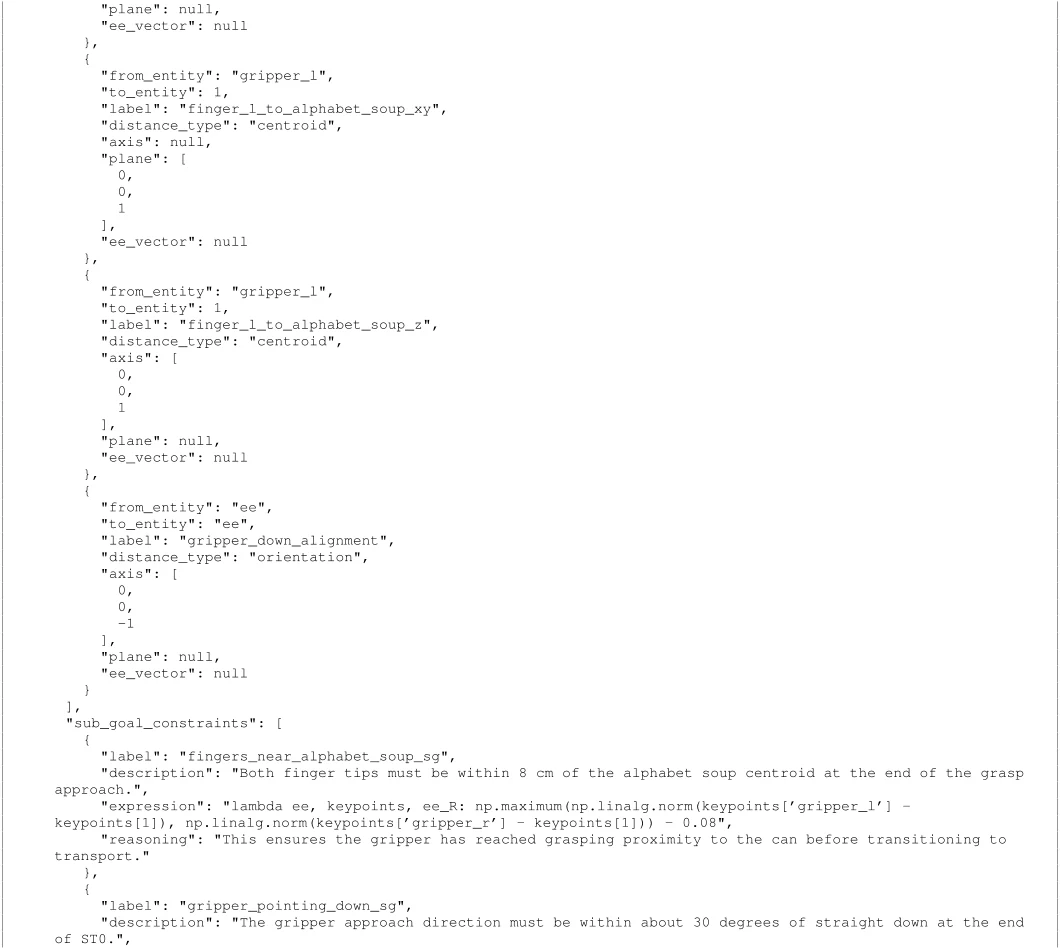 "plane": null,
"ee_vector": null
},
{
"from_entity": "gripper_l",
"to_entity": 1,
"label": "finger_l_to_alphabet_soup_xy",
"distance_type": "centroid",
"axis": null,
"plane": [
0,
0,
1
],
"ee_vector": null
},
{
"from_entity": "gripper_l",
"to_entity": 1,
"label": "finger_l_to_alphabet_soup_z",
"distance_type": "centroid",
"axis": [
0,
0,
1
],
"plane": null,
"ee_vector": null
},
{
"from_entity": "ee",
"to_entity": "ee",
"label": "gripper_down_alignment",
"distance_type": "orientation",
"axis": [
0,
0,
-1
],
"plane": null,
"ee_vector": null
}
],
"sub_goal_constraints": [
{
"label": "fingers_near_alphabet_soup_sg",
"description": "Both finger tips must be within 8 cm of the alphabet soup centroid at the end of the grasp
approach.",
"expression": "lambda ee, keypoints, ee_R: np.maximum(np.linalg.norm(keypoints['gripper_l'] -
keypoints[1]), np.linalg.norm(keypoints['gripper_r'] - keypoints[1])) - 0.08",
"reasoning": "This ensures the gripper has reached grasping proximity to the can before transitioning to
transport."
},
{
"label": "gripper_pointing_down_sg",
"description": "The gripper approach direction must be within about 30 degrees of straight down at the end
of ST0.",